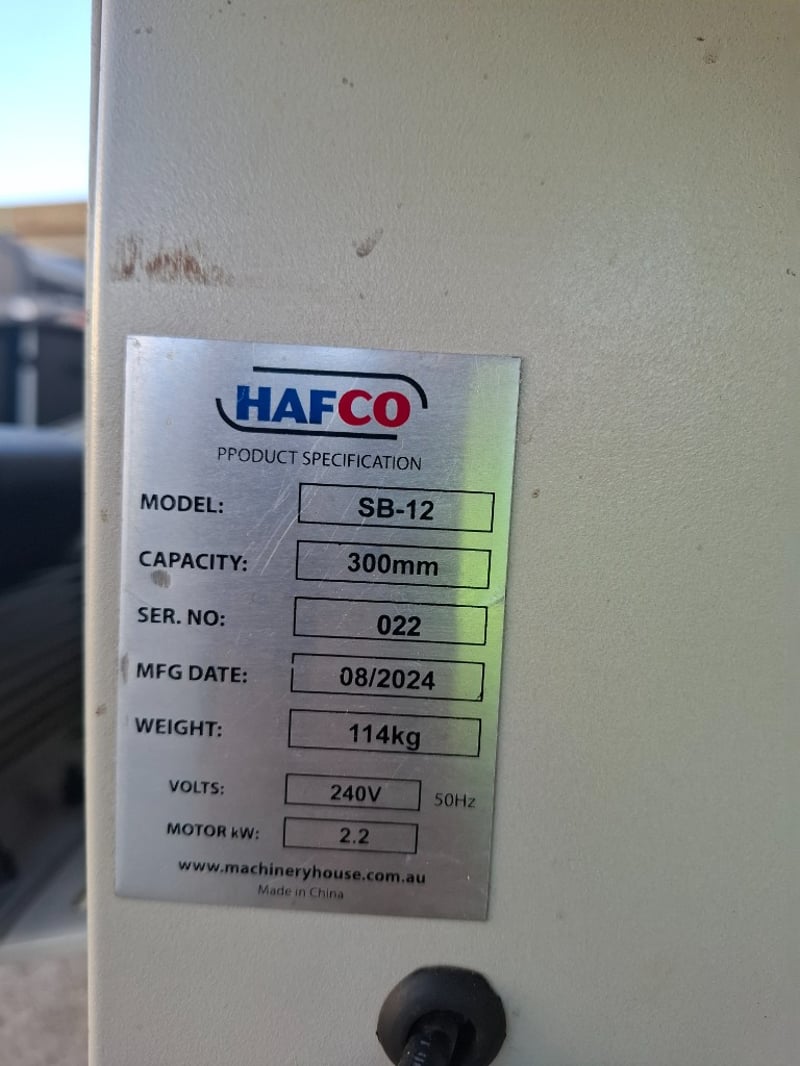 HAFCO
PPODUCT SPECIFICATION
MODEL: SB-12
CAPACITY: 300mm
SER. NO: 022
MFG DATE: 08/2024
WEIGHT: 114kg
VOLTS: 240V 50Hz
MOTOR kW: 2.2
www.machineryhouse.com.au
Made in China